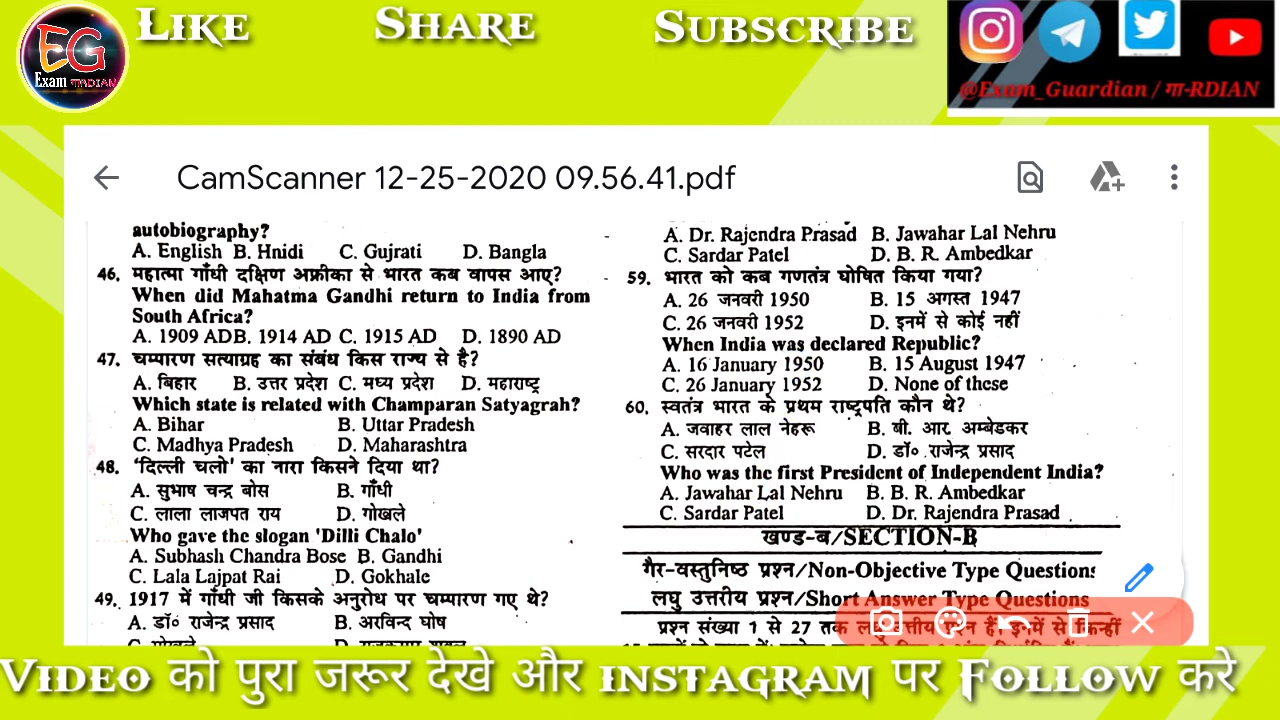 EG
Exam गाRDIAN
LIKE
SHARE
SUBSCRIBE
@Exam_Guardian / गा-RDIAN
CamScanner 12-25-2020 09.56.41.pdf
autobiography?
A. English B. Hnidi C. Gujrati D. Bangla
46. महात्मा गाँधी दक्षिण अफ्रीका से भारत कब वापस आए?
When did Mahatma Gandhi return to India from
South Africa?
A. 1909 AD B. 1914 AD C. 1915 AD D. 1890 AD
47. चम्पारण सत्याग्रह का संबंध किस राज्य से है?
A. बिहार B. उत्तर प्रदेश C. मध्य प्रदेश D. महाराष्ट्र
Which state is related with Champaran Satyagrah?
A. Bihar B. Uttar Pradesh
C. Madhya Pradesh D. Maharashtra
48. 'दिल्ली चलो' का नारा किसने दिया था?
A. सुभाष चन्द्र बोस B. गाँधी
C. लाला लाजपत राय D. गोखले
Who gave the slogan 'Dilli Chalo'
A. Subhash Chandra Bose B. Gandhi
C. Lala Lajpat Rai D. Gokhale
49. 1917 में गाँधी जी किसके अनुरोध पर चम्पारण गए थे?
A. डॉ० राजेन्द्र प्रसाद B. अरविन्द घोष
A. Dr. Rajendra Prasad B. Jawahar Lal Nehru
C. Sardar Patel D. B. R. Ambedkar
59. भारत को कब गणतंत्र घोषित किया गया?
A. 26 जनवरी 1950 B. 15 अगस्त 1947
C. 26 जनवरी 1952 D. इनमें से कोई नहीं
When India was declared Republic?
A. 16 January 1950 B. 15 August 1947
C. 26 January 1952 D. None of these
60. स्वतंत्र भारत के प्रथम राष्ट्रपति कौन थे?
A. जवाहर लाल नेहरू B. बी. आर. अम्बेडकर
C. सरदार पटेल D. डॉ० राजेन्द्र प्रसाद
Who was the first President of Independent India?
A. Jawahar Lal Nehru B. B. R. Ambedkar
C. Sardar Patel D. Dr. Rajendra Prasad
खण्ड-ब/SECTION-B
गैर-वस्तुनिष्ठ प्रश्न/Non-Objective Type Questions
लघु उत्तरीय प्रश्न/Short Answer Type Questions
प्रश्न संख्या 1 से 27 तक लघु उत्तरीय प्रश्न हैं। इनमें से किन्हीं
VIDEO को पुरा जरूर देखे और INSTAGRAM पर FOLLOW करे